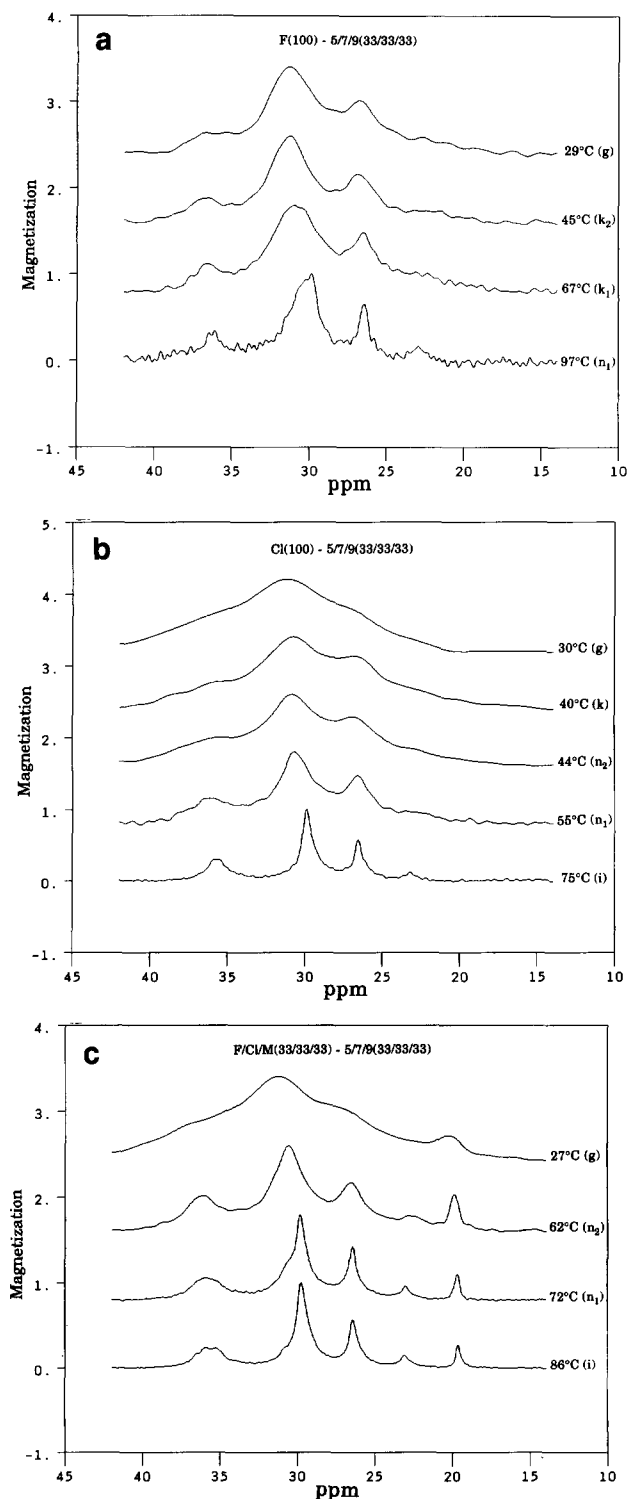 a
F(100) - 5/7/9(33/33/33)
4.
3.
2.
1.
0.
-1.
Magnetization
29°C (g)
45°C (k₂)
67°C (k₁)
97°C (n₁)
45 40 35 30 25 20 15 10
ppm
b
Cl(100) - 5/7/9(33/33/33)
5.
4.
3.
2.
1.
0.
-1.
Magnetization
30°C (g)
40°C (k)
44°C (n₂)
55°C (n₁)
75°C (i)
45 40 35 30 25 20 15 10
ppm
c
F/Cl/M(33/33/33) - 5/7/9(33/33/33)
4.
3.
2.
1.
0.
-1.
Magnetization
27°C (g)
62°C (n₂)
72°C (n₁)
86°C (i)
45 40 35 30 25 20 15 10
ppm